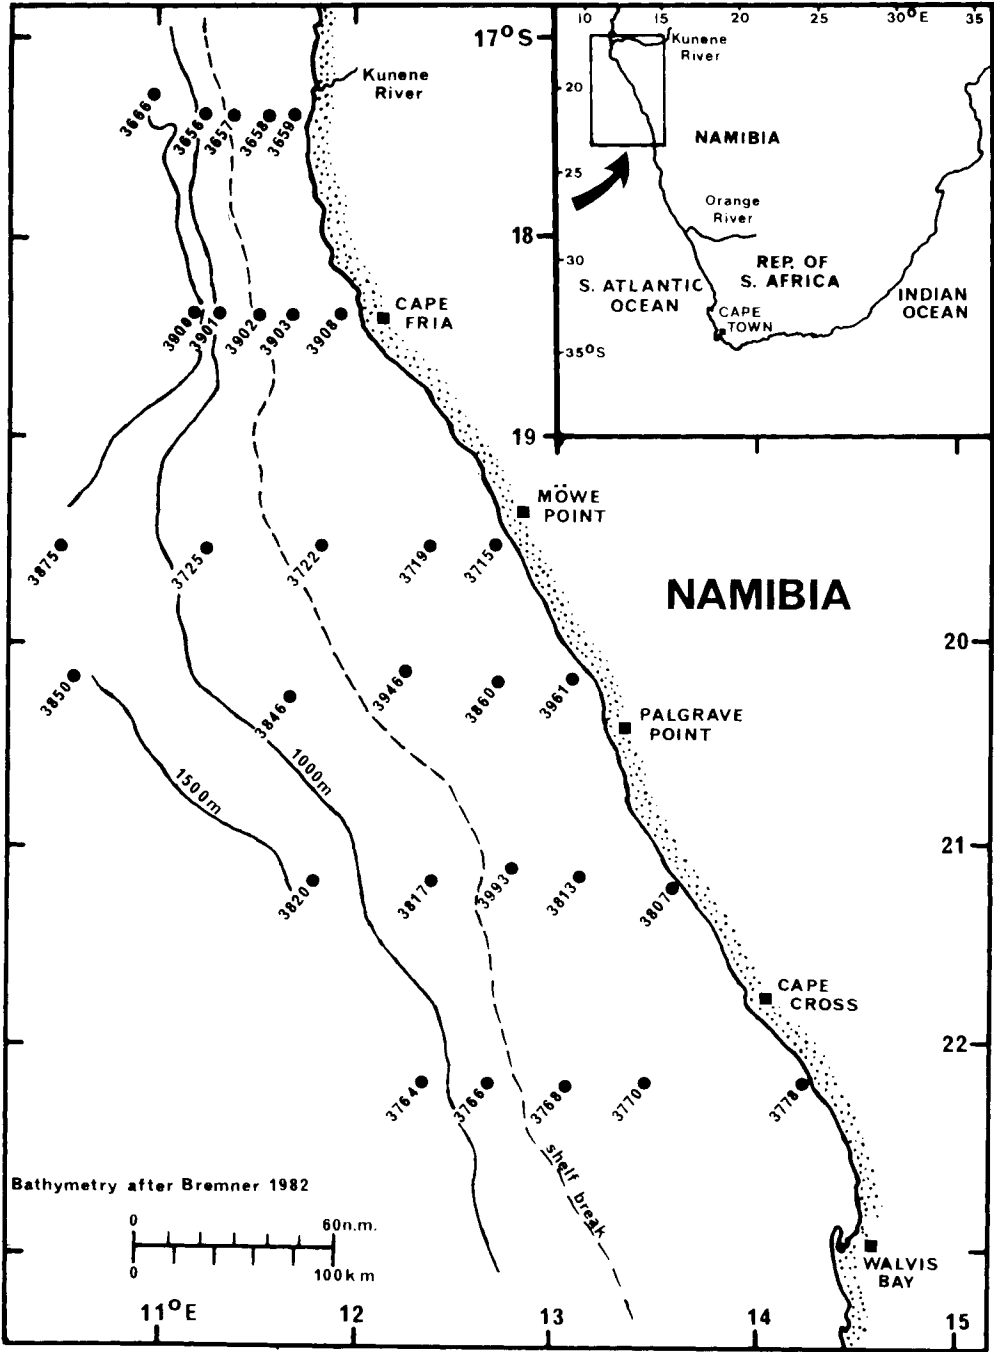 10 15 20 25 30°E 35
17°S
Kunene
River
Kunene
River
20
NAMIBIA
25
Orange
River
18
30
REP. OF
S. AFRICA
S. ATLANTIC
OCEAN
INDIAN
OCEAN
CAPE
TOWN
35°S
3666
3656
3657
3658
3659
CAPE
FRIA
3900
3901
3902
3903
3908
19
MÖWE
POINT
3875
3725
3722
3719
3715
NAMIBIA
20
3850
3846
3946
3860
3961
PALGRAVE
POINT
1500m
1000m
21
3820
3817
3993
3813
3807
CAPE
CROSS
22
3764
3766
3768
3770
3778
shelf break
Bathymetry after Bremner 1982
0 60n.m.
0 100km
WALVIS
BAY
11°E 12 13 14 15